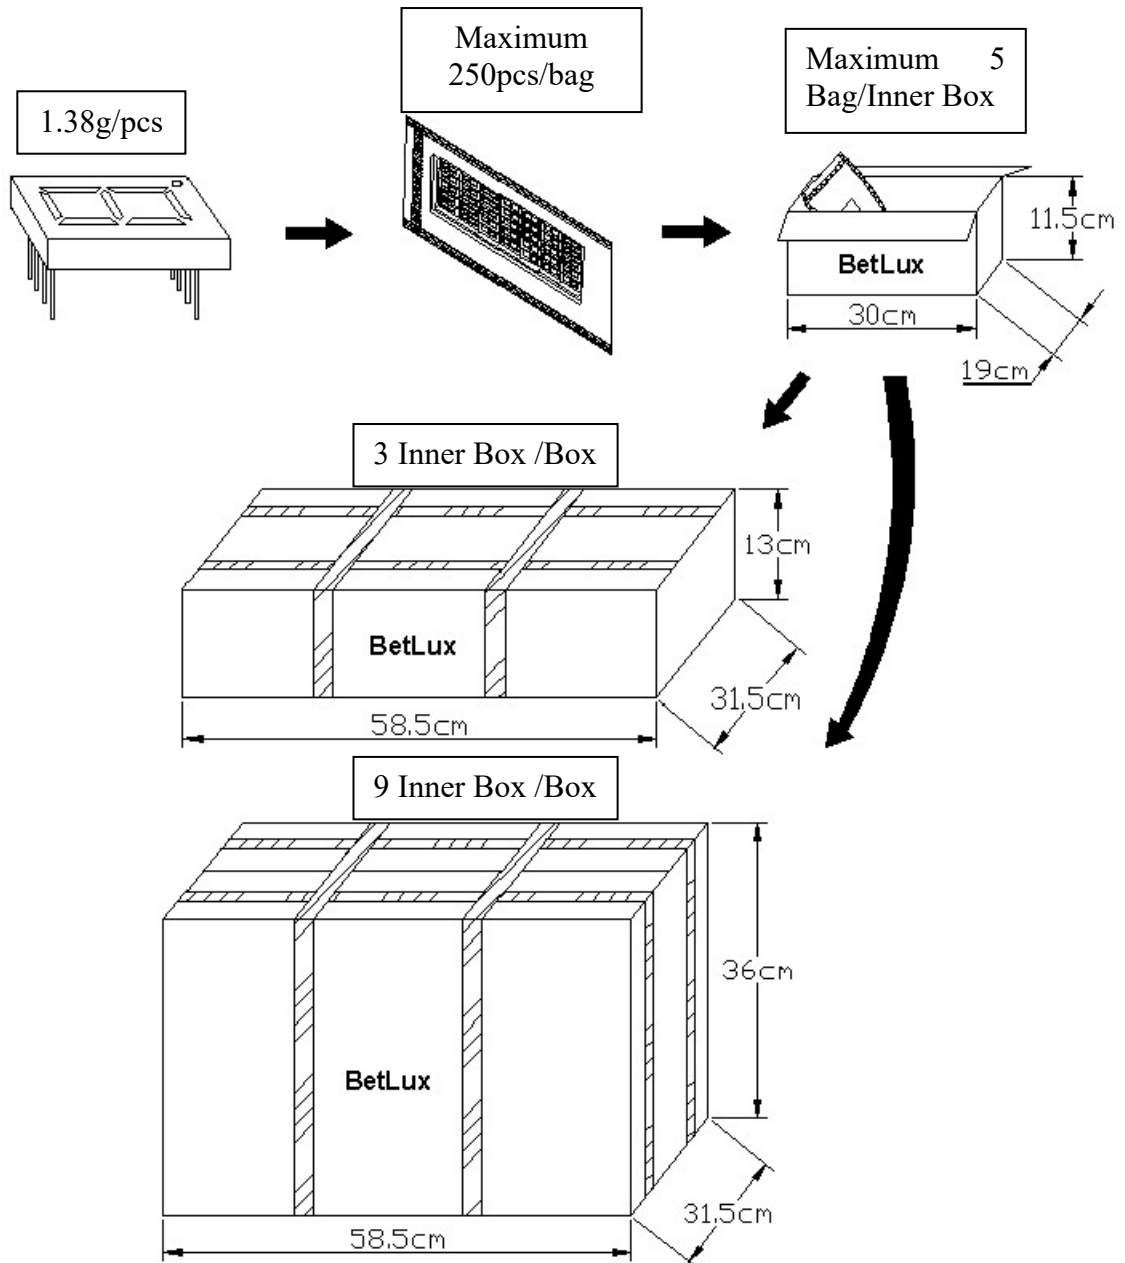 Maximum
250pcs/bag
Maximum 5
Bag/Inner Box
1.38g/pcs
11.5cm
BetLux
30cm
19cm
3 Inner Box /Box
13cm
BetLux
31.5cm
58.5cm
9 Inner Box /Box
36cm
BetLux
31.5cm
58.5cm